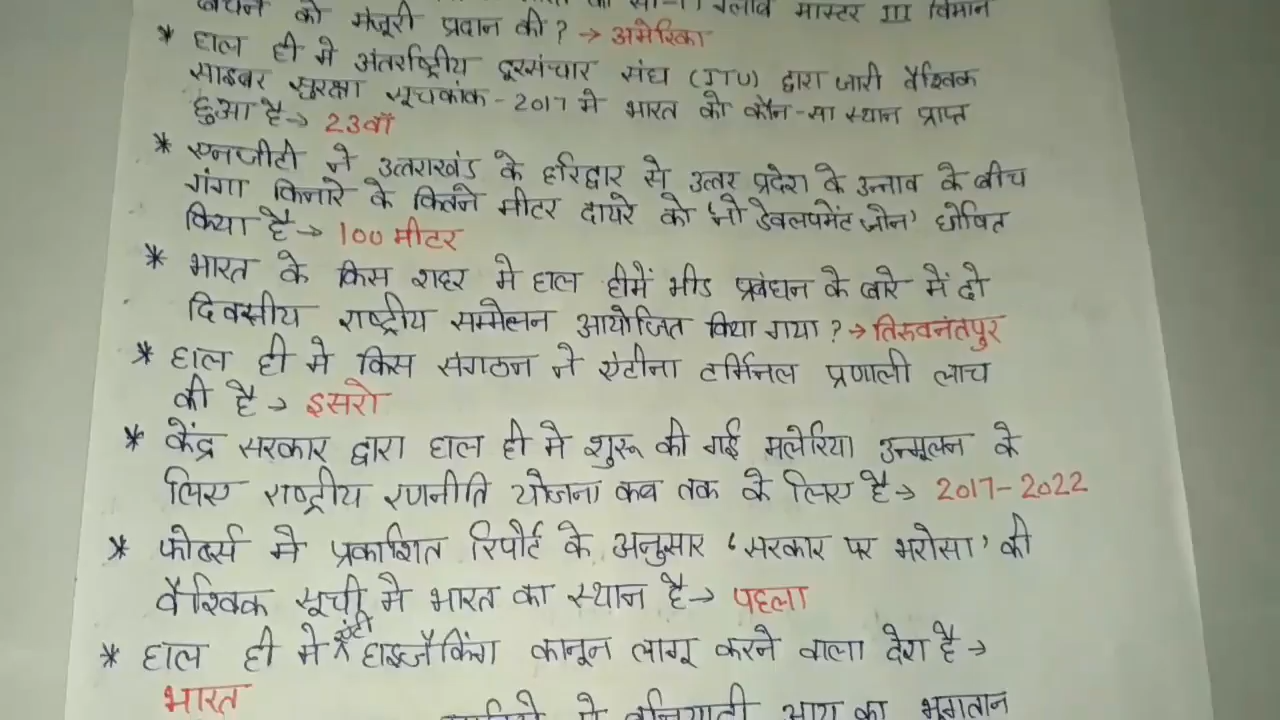 को मंजूरी प्रदान की? → अमेरिका
* हाल ही मे अंतर्राष्ट्रीय दूरसंचार संघ (ITU) द्वारा जारी वैश्विक
साइबर सुरक्षा सूचकांक - 2017 मे भारत को कौन-सा स्थान प्राप्त
हुआ है→ 23वाँ
* एनजीटी ने उत्तराखंड के हरिद्वार से उत्तर प्रदेश के उन्नाव के बीच
गंगा किनारे के कितने मीटर दायरे को 'नो डेवलपमेंट जोन' घोषित
किया है→ 100 मीटर
* भारत के किस शहर मे हाल हीमें भीड प्रबंधन के बारे में दो
दिवसीय राष्ट्रीय सम्मेलन आयोजित किया गया? → तिरुवनंतपुर
* हाल ही मे किस संगठन ने एंटीना टर्मिनल प्रणाली लाच
की है→ इसरो
* केंद्र सरकार द्वारा हाल ही मे शुरू की गई मलेरिया उन्मूलन के
लिए राष्ट्रीय रणनीति योजना कब तक के लिए है→ 2017-2022
* फोर्ब्स मे प्रकाशित रिपोर्ट के अनुसार 'सरकार पर भरोसा' की
वैश्विक सूची मे भारत का स्थान है→ पहला
* हाल ही मे एंटी हाइजैकिंग कानून लागू करने वाला देश है→
भारत
मे बुनियादी आय का भुगतान